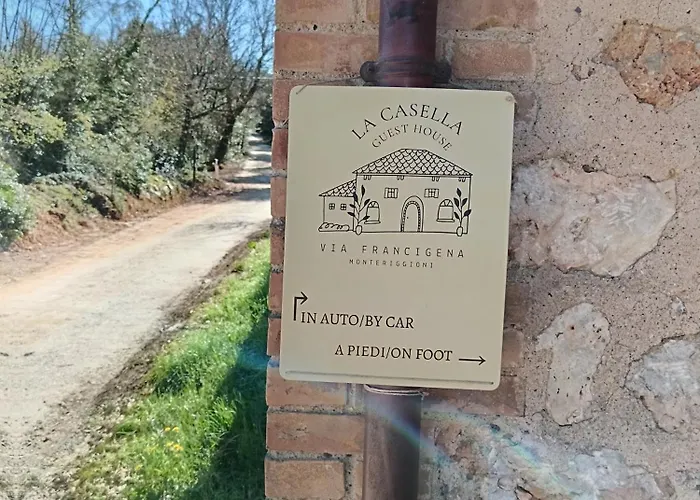 LA CASELLA
GUEST HOUSE
VIA FRANCIGENA
MONTERIGGIONI
IN AUTO/BY CAR
A PIEDI/ON FOOT